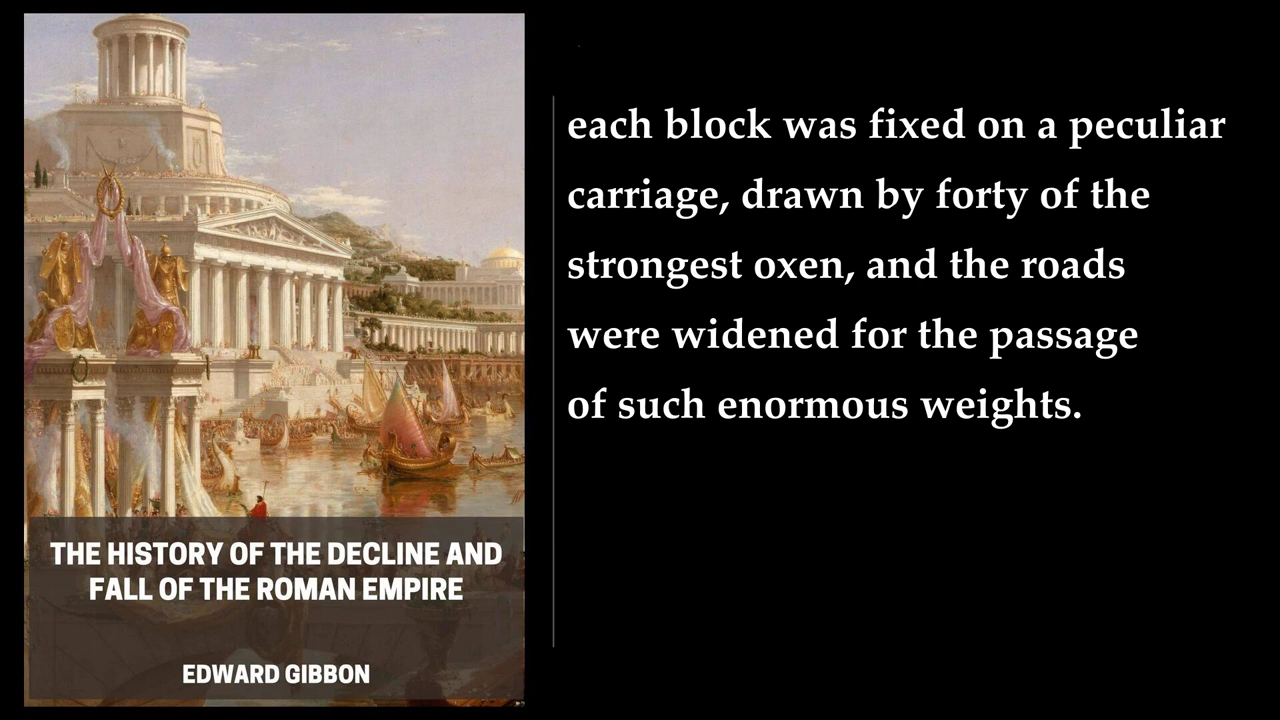 each block was fixed on a peculiar
carriage, drawn by forty of the
strongest oxen, and the roads
were widened for the passage
of such enormous weights.
THE HISTORY OF THE DECLINE AND
FALL OF THE ROMAN EMPIRE
EDWARD GIBBON